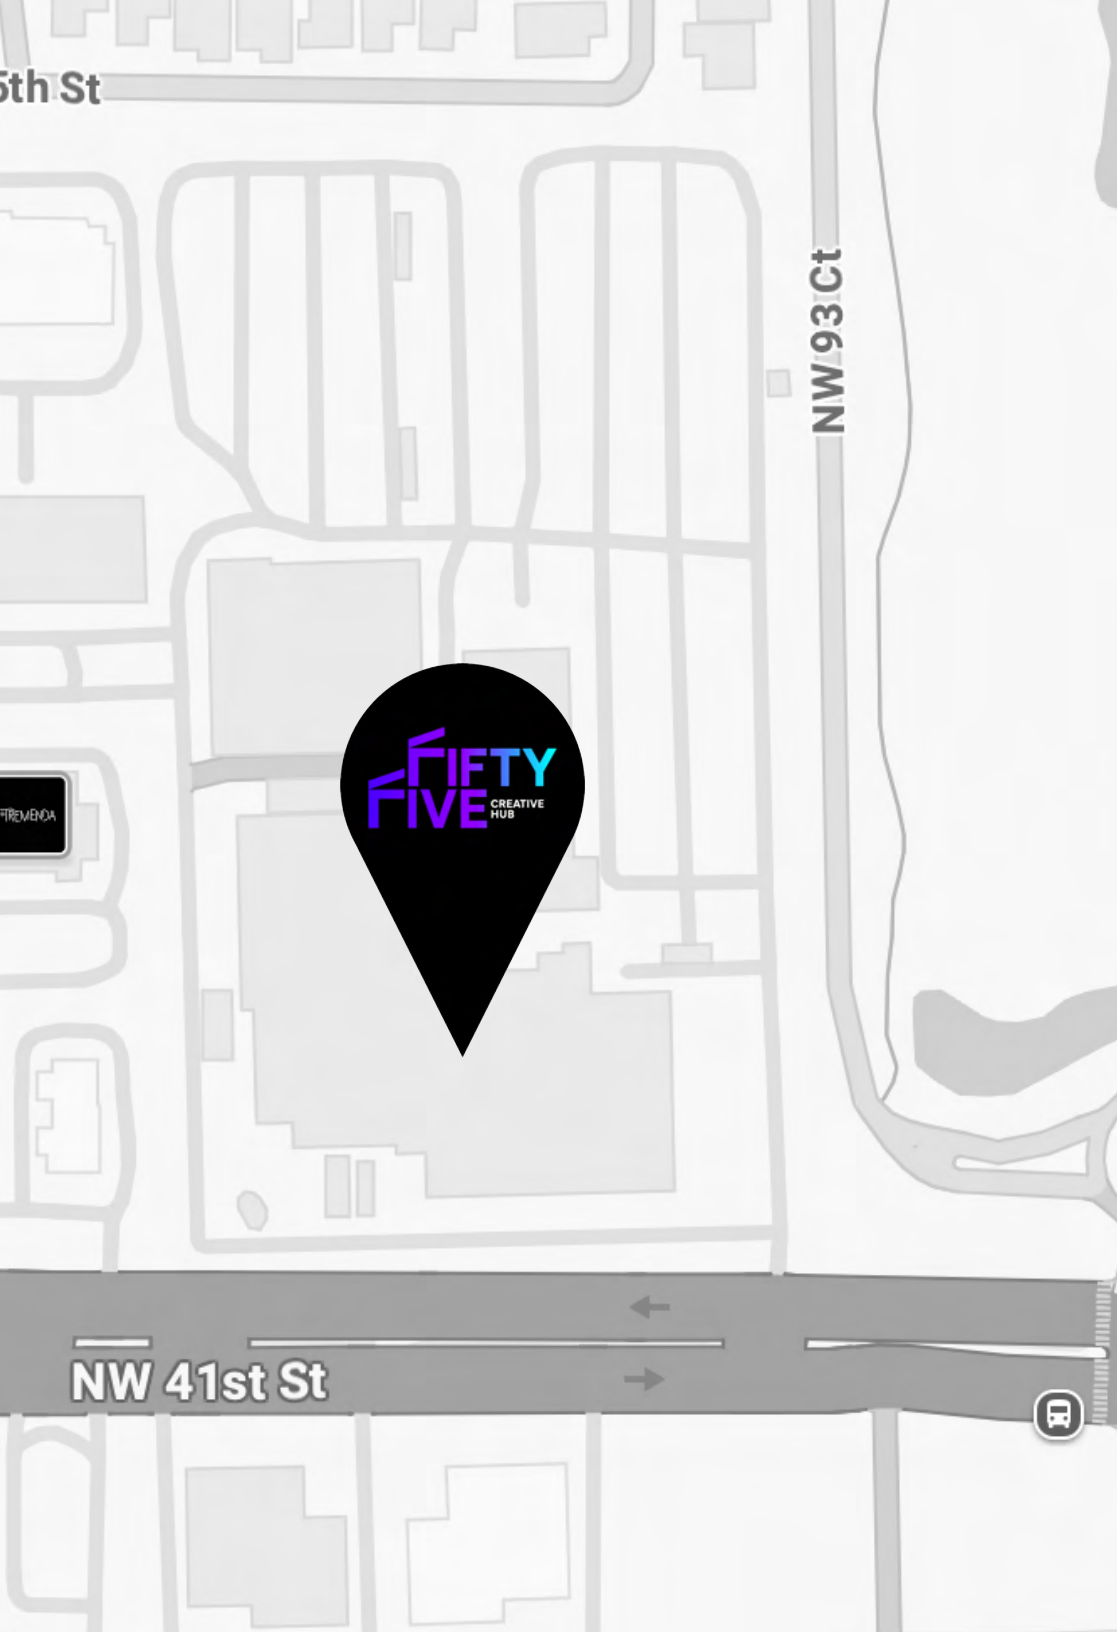 5th St
NW 93 Ct
FIFTY
FIVE
CREATIVE
HUB
TREMENDA
NW 41st St